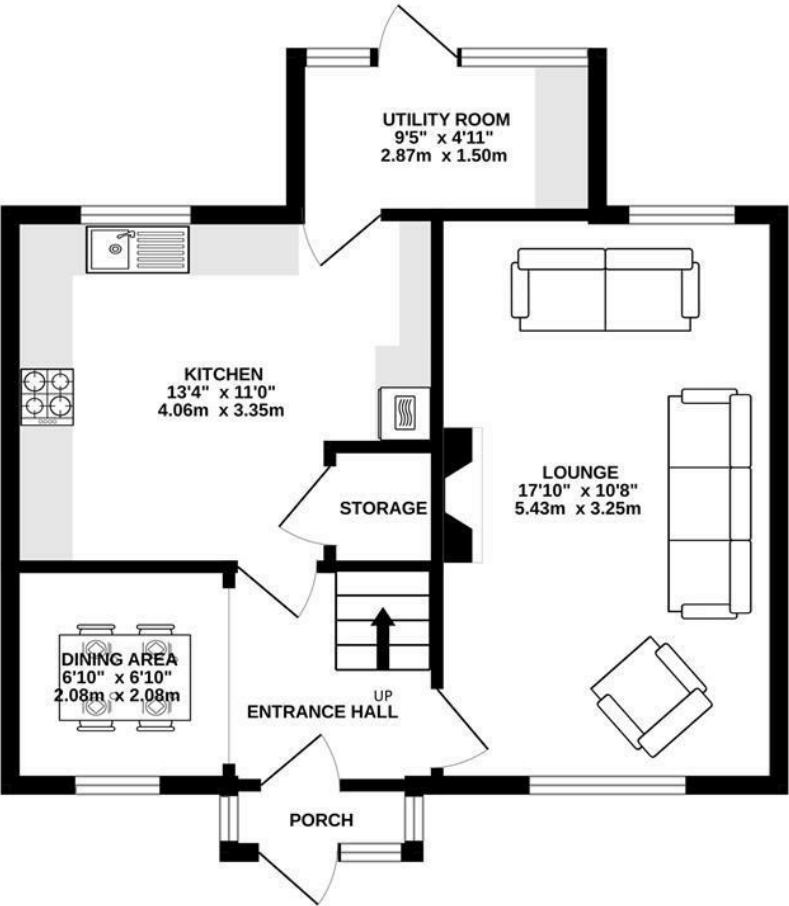 UTILITY ROOM
9'5" x 4'11"
2.87m x 1.50m
KITCHEN
13'4" x 11'0"
4.06m x 3.35m
LOUNGE
17'10" x 10'8"
5.43m x 3.25m
STORAGE
DINING AREA
6'10" x 6'10"
2.08m x 2.08m
UP
ENTRANCE HALL
PORCH